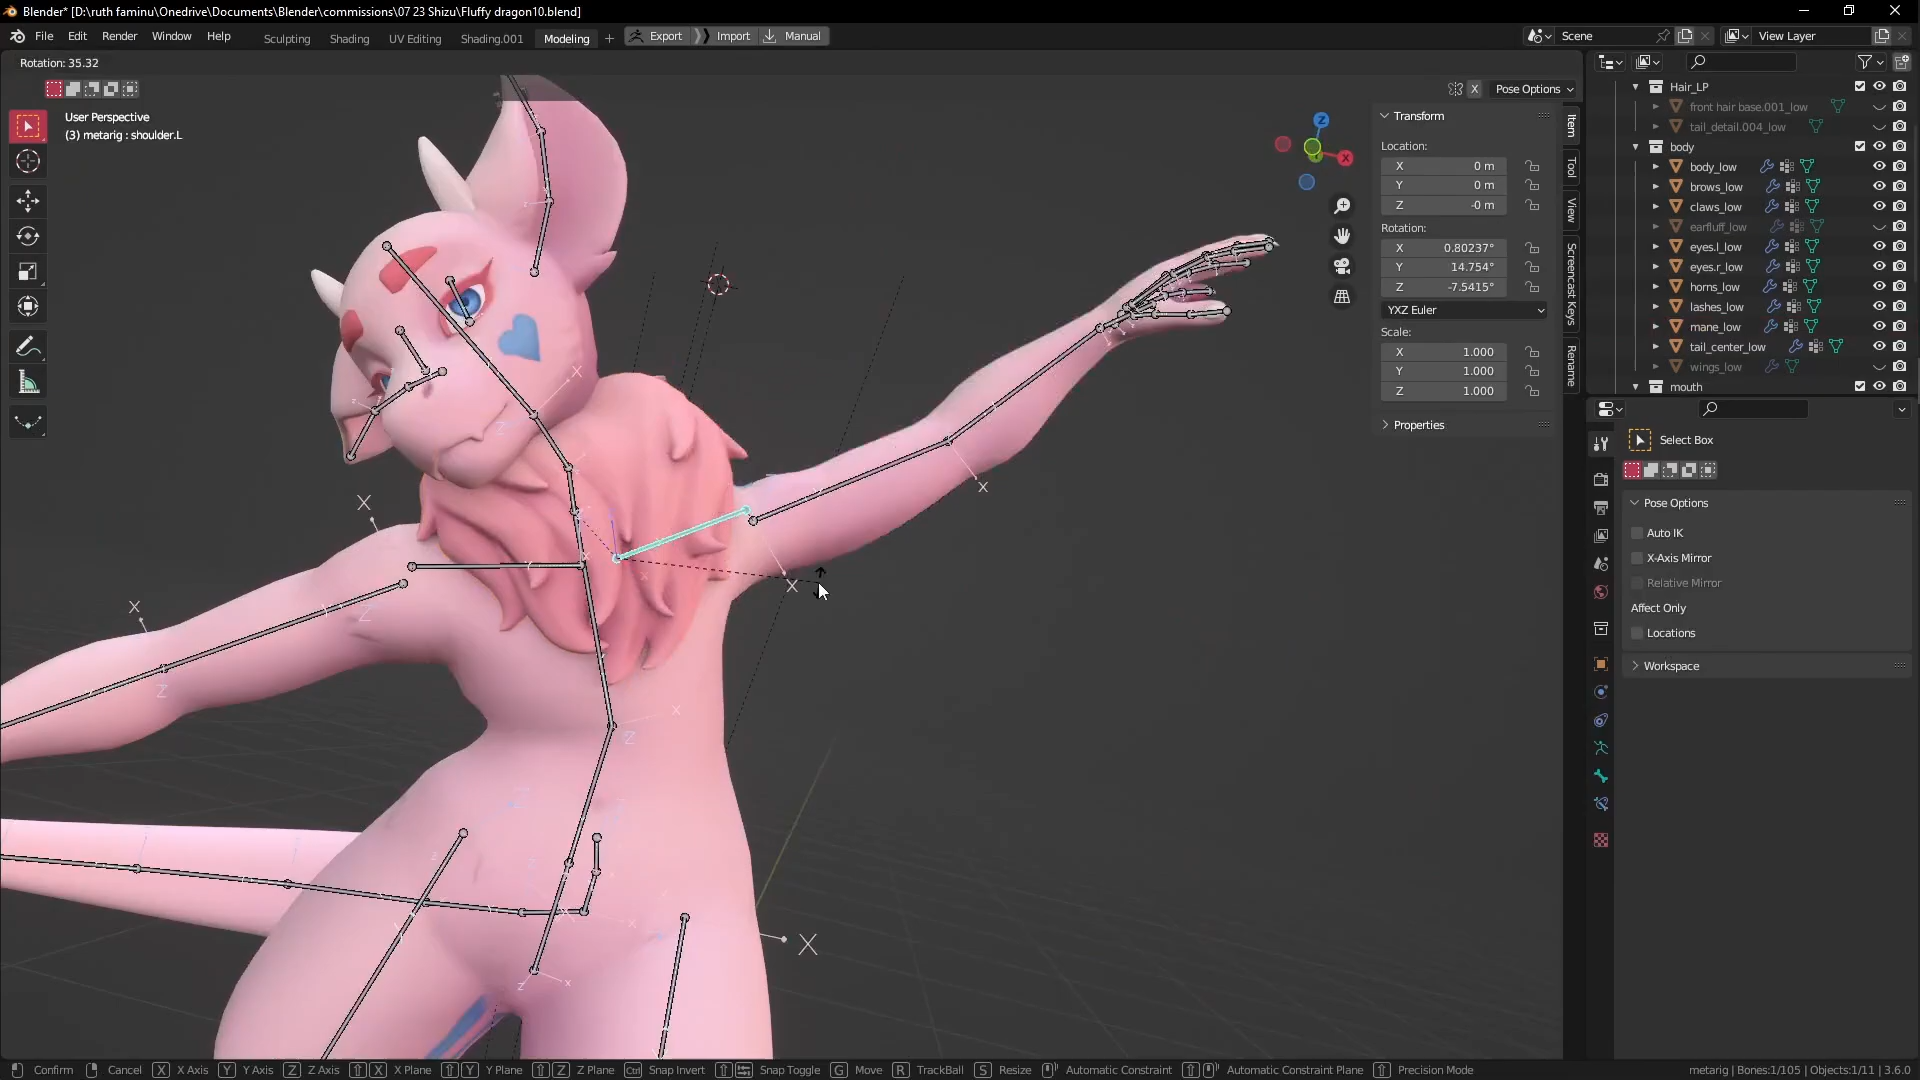 Blender* [D:\ruth faminu\Onedrive\Documents\Blender\commissions\07 23 Shizu\Fluffy dragon10.blend]
File Edit Render Window Help Sculpting Shading UV Editing Shading.001 Modeling + Export Import Manual Scene View Layer
Rotation: 35.32
X Pose Options
User Perspective
(3) metarig : shoulder.L
Transform
Location:
X 0 m
Y 0 m
Z -0 m
Rotation:
X 0.80237°
Y 14.754°
Z -7.5415°
YXZ Euler
Scale:
X 1.000
Y 1.000
Z 1.000
Properties
Item
Tool
View
Screencast Keys
Rename
Z
X
X
X
X
X
X
Z
Z
Z
X
Hair_LP
front hair base.001_low
tail_detail.004_low
body
body_low
brows_low
claws_low
earfluff_low
eyes.l_low
eyes.r_low
horns_low
lashes_low
mane_low
tail_center_low
wings_low
mouth
Select Box
Pose Options
Auto IK
X-Axis Mirror
Relative Mirror
Affect Only
Locations
Workspace
Confirm Cancel X X Axis Y Y Axis Z Z Axis X X Plane Y Y Plane Z Z Plane Ctrl Snap Invert Snap Toggle G Move R TrackBall S Resize Automatic Constraint Automatic Constraint Plane Precision Mode metarig | Bones:1/105 | Objects:1/11 | 3.6.0